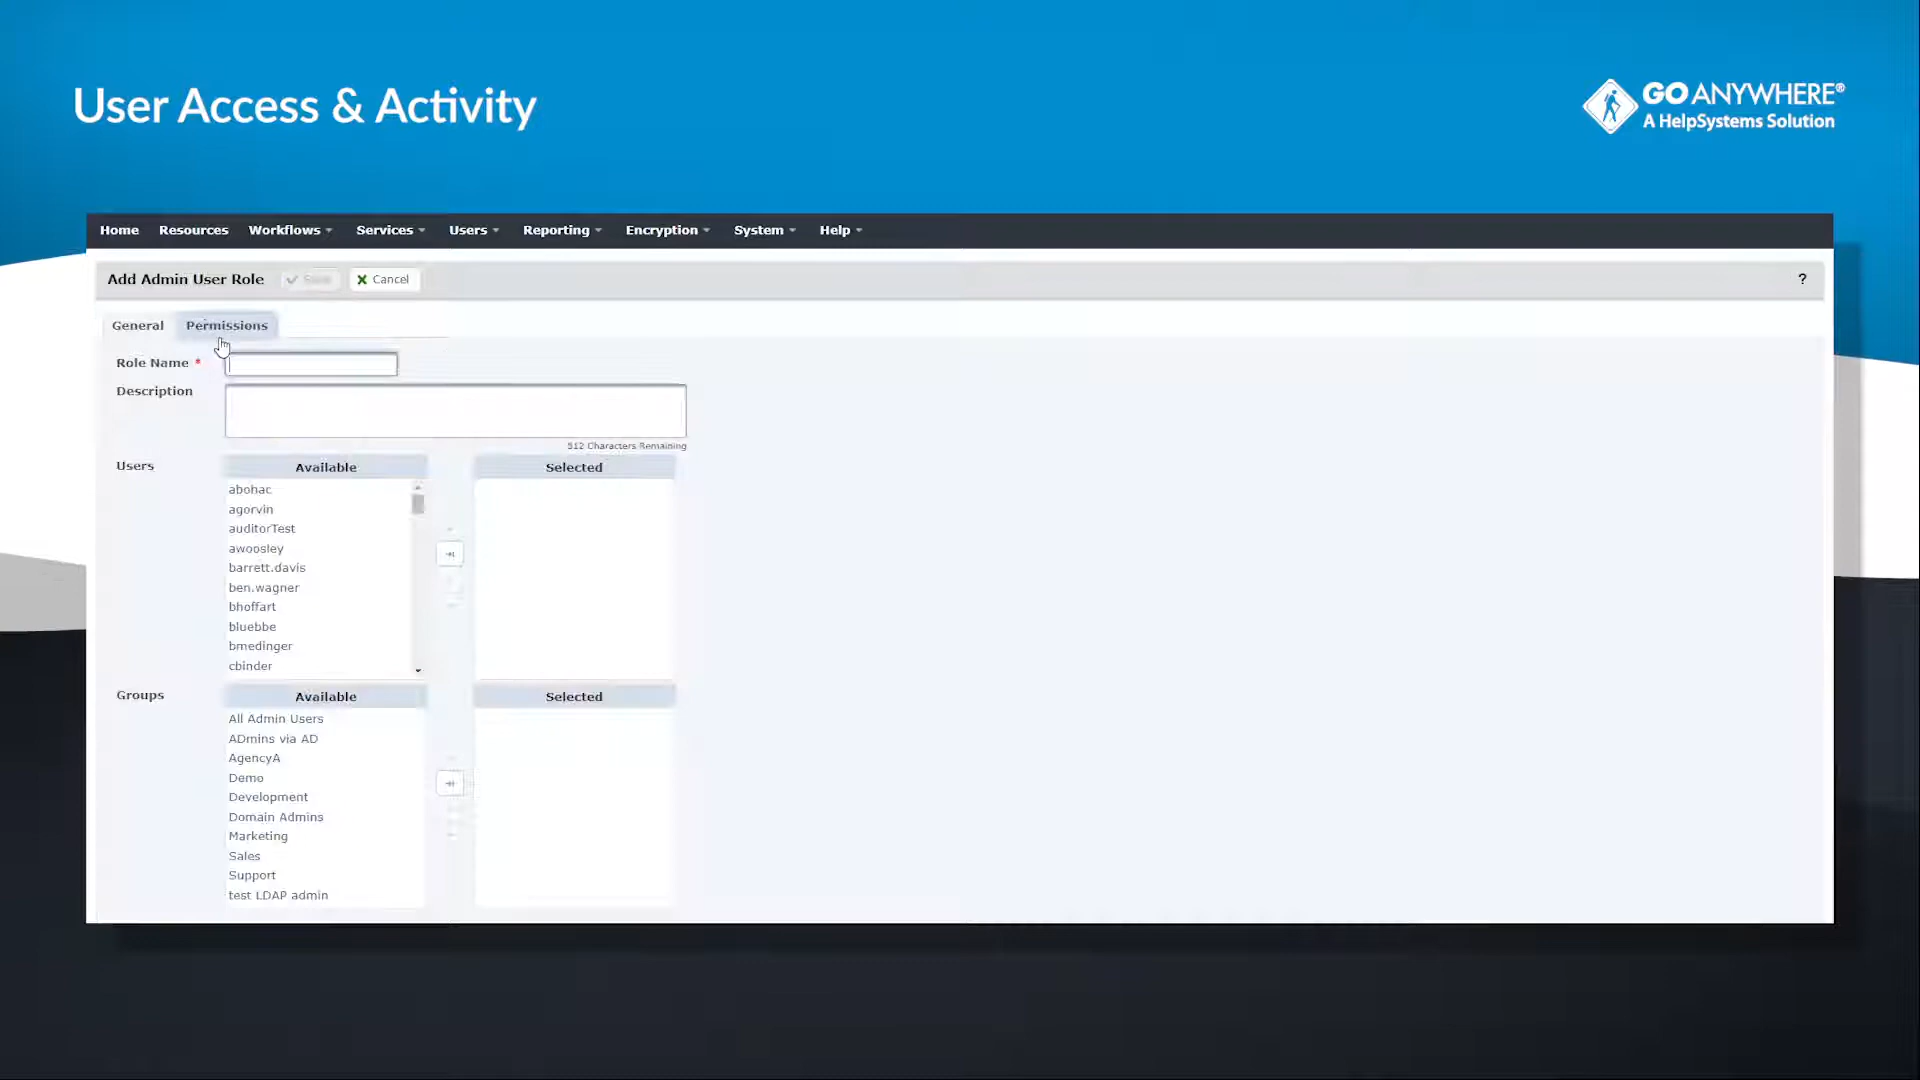 User Access & Activity
GOANYWHERE®
A HelpSystems Solution
Home Resources Workflows Services Users Reporting Encryption System Help
Add Admin User Role Save Cancel ?
General Permissions
Role Name *
Description
512 Characters Remaining
Users
Available Selected
abohac
agorvin
auditorTest
awoosley
barrett.davis
ben.wagner
bhoffart
bluebbe
bmedinger
cbinder
Groups
Available Selected
All Admin Users
ADmins via AD
AgencyA
Demo
Development
Domain Admins
Marketing
Sales
Support
test LDAP admin